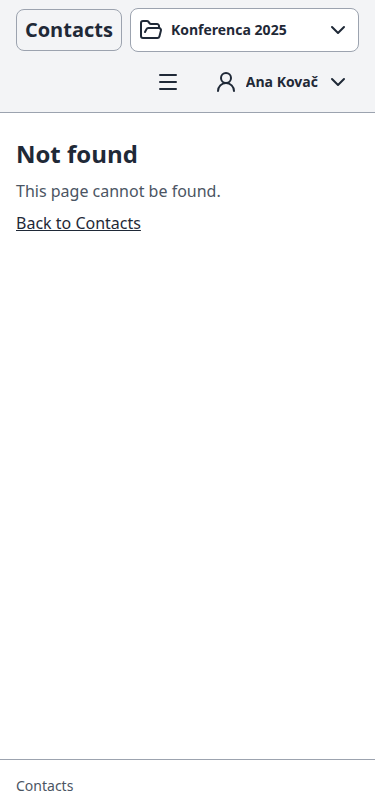 Contacts
Konferenca 2025
Ana Kovač
Not found
This page cannot be found.
Back to Contacts
Contacts